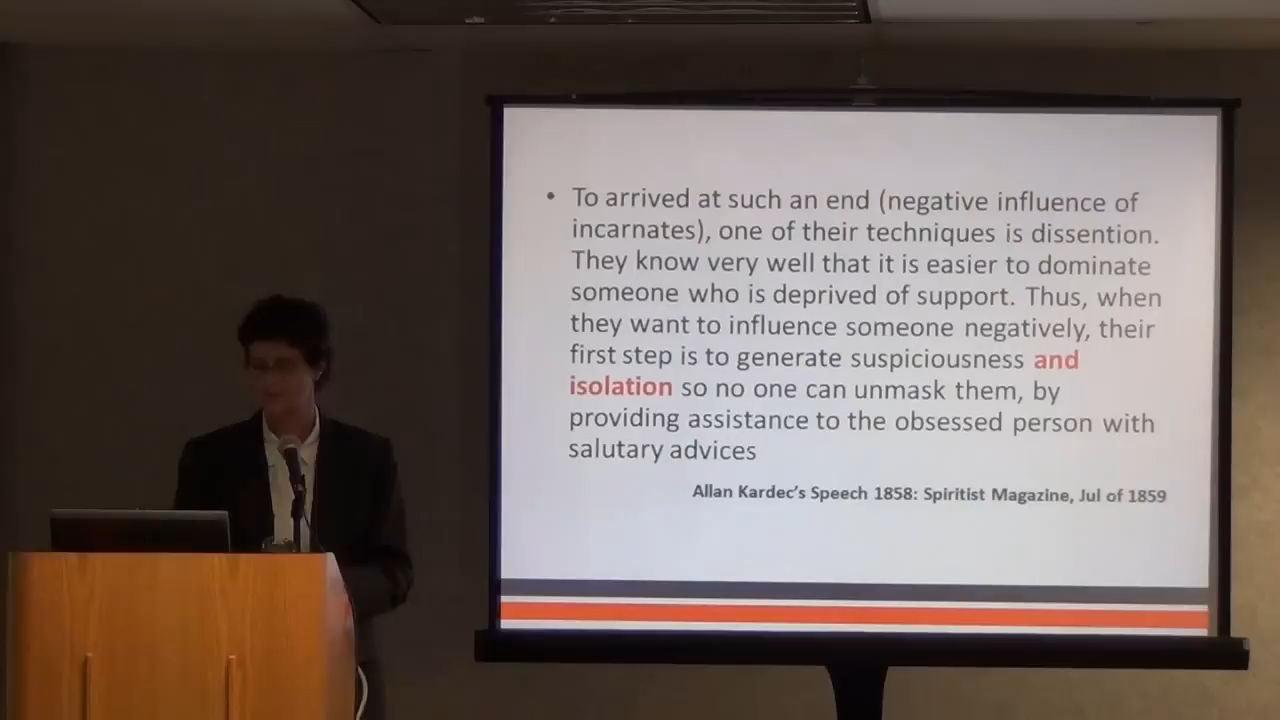 • To arrived at such an end (negative influence of
incarnates), one of their techniques is dissention.
They know very well that it is easier to dominate
someone who is deprived of support. Thus, when
they want to influence someone negatively, their
first step is to generate suspiciousness and
isolation so no one can unmask them, by
providing assistance to the obsessed person with
salutary advices
Allan Kardec's Speech 1858: Spiritist Magazine, Jul of 1859